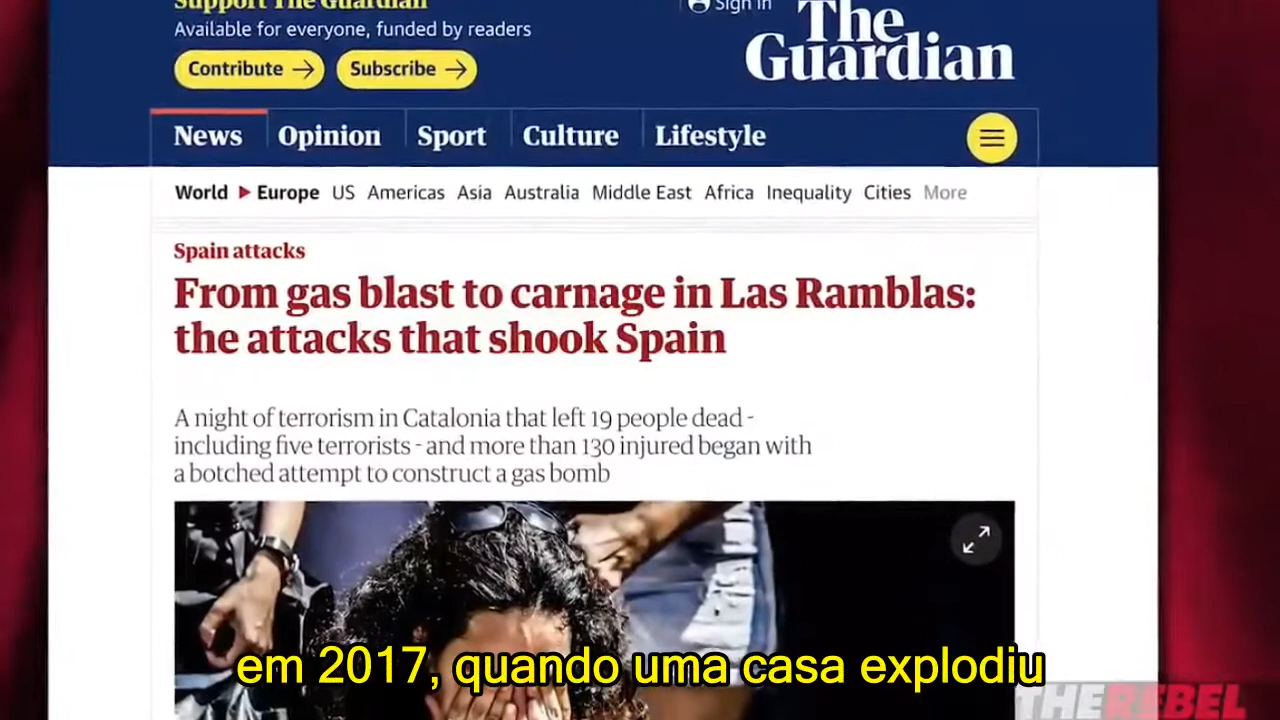 Support The Guardian
Available for everyone, funded by readers
Contribute → Subscribe →
Sign in
The
Guardian
News Opinion Sport Culture Lifestyle
World ▶ Europe US Americas Asia Australia Middle East Africa Inequality Cities More
Spain attacks
From gas blast to carnage in Las Ramblas:
the attacks that shook Spain
A night of terrorism in Catalonia that left 19 people dead -
including five terrorists - and more than 130 injured began with
a botched attempt to construct a gas bomb
em 2017, quando uma casa explodiu
THE REBEL